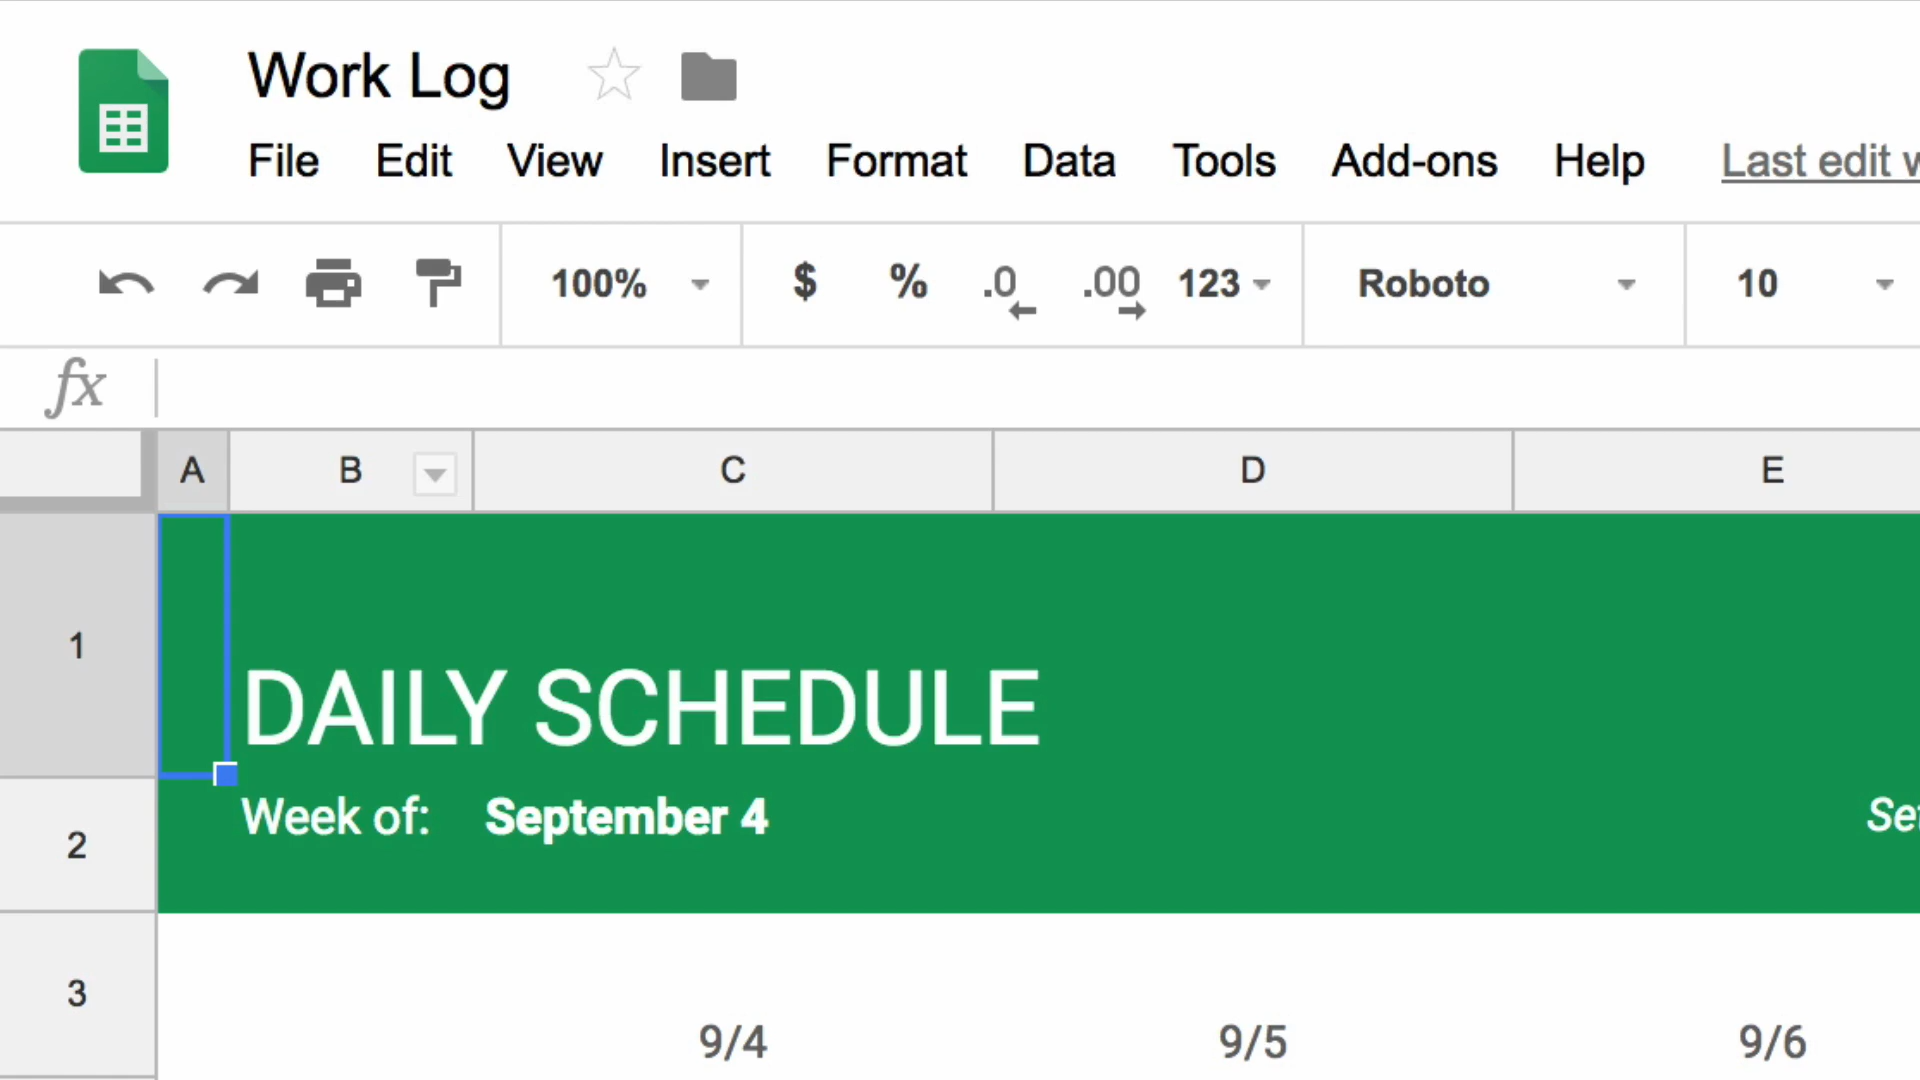 Work Log
File Edit View Insert Format Data Tools Add-ons Help Last edit
100% $ % .0 .00 123 Roboto 10
fx
A B C D E
1
DAILY SCHEDULE
2
Week of: September 4
3
9/4 9/5 9/6